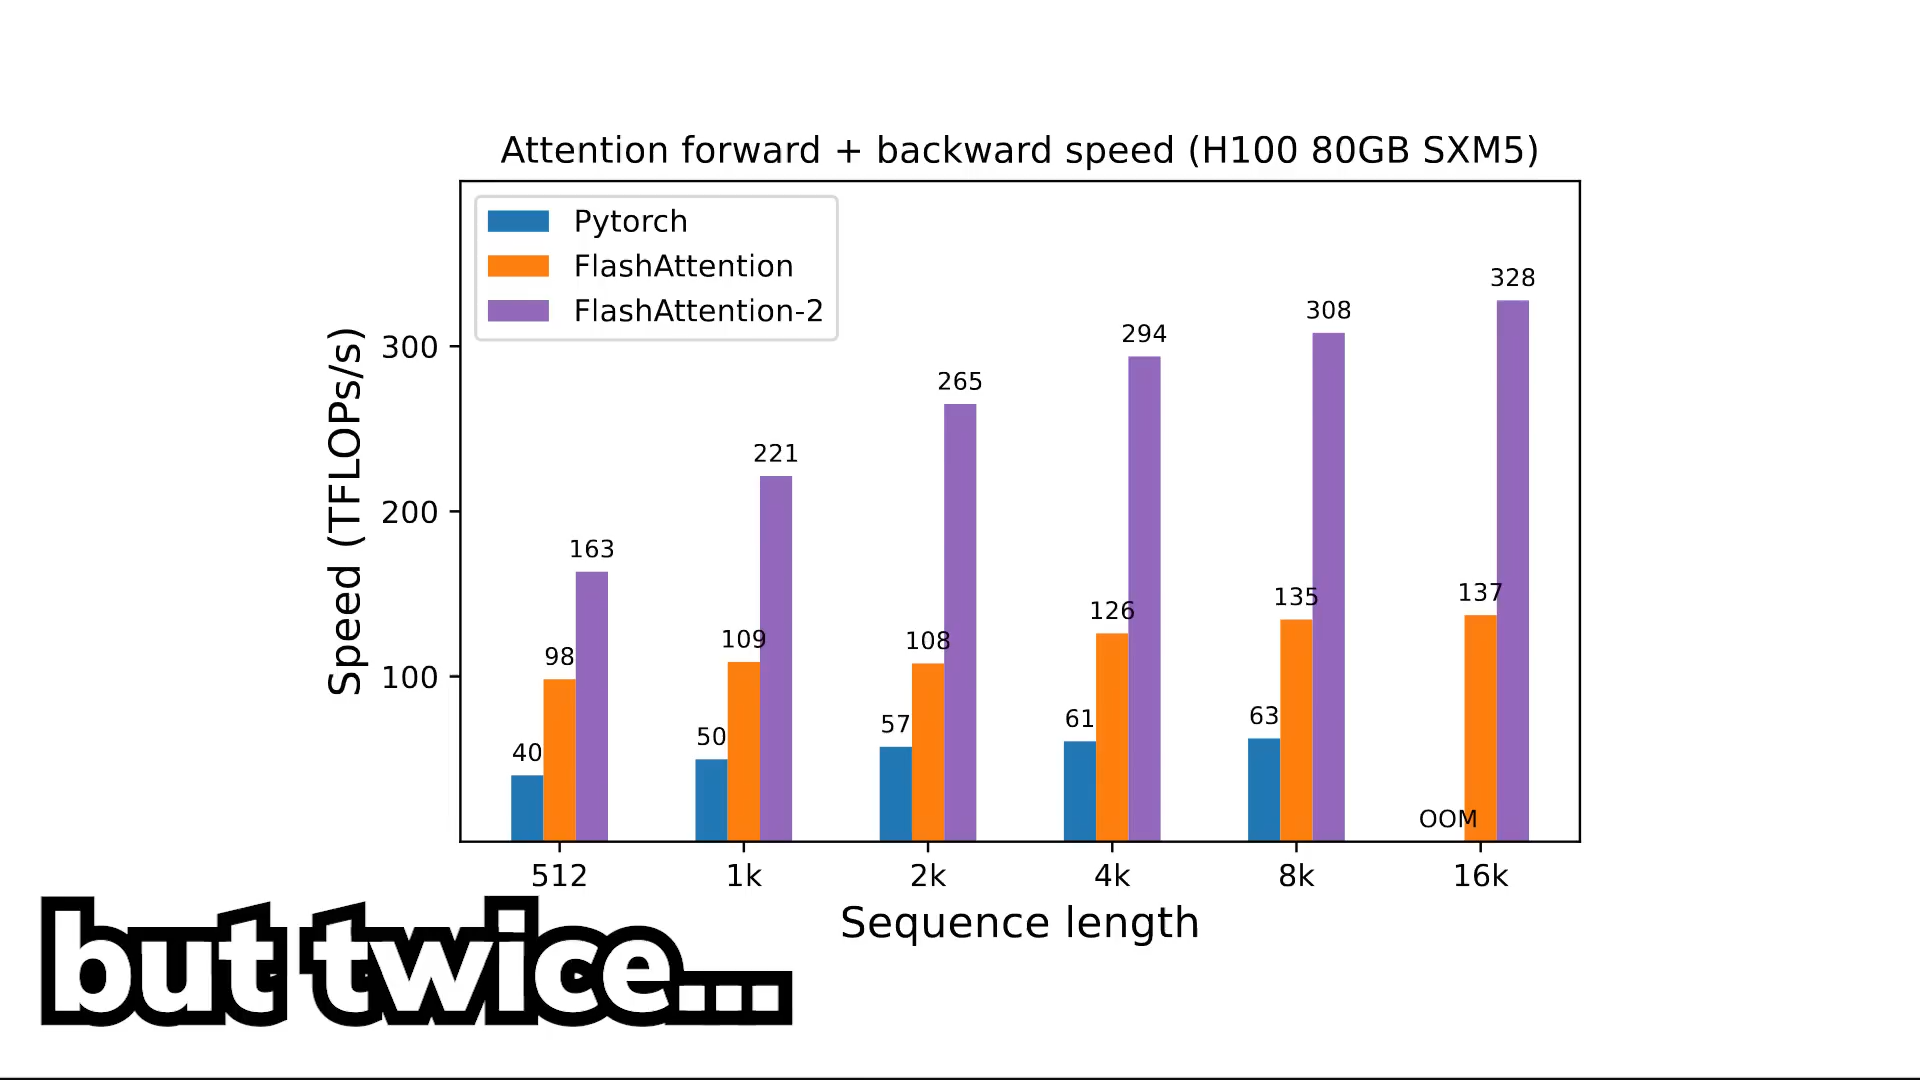 Attention forward + backward speed (H100 80GB SXM5)
Pytorch
FlashAttention
FlashAttention-2
Speed (TFLOPs/s)
300
200
100
40
98
163
50
109
221
57
108
265
61
126
294
63
135
308
OOM
137
328
512
1k
2k
4k
8k
16k
Sequence length
but twice...